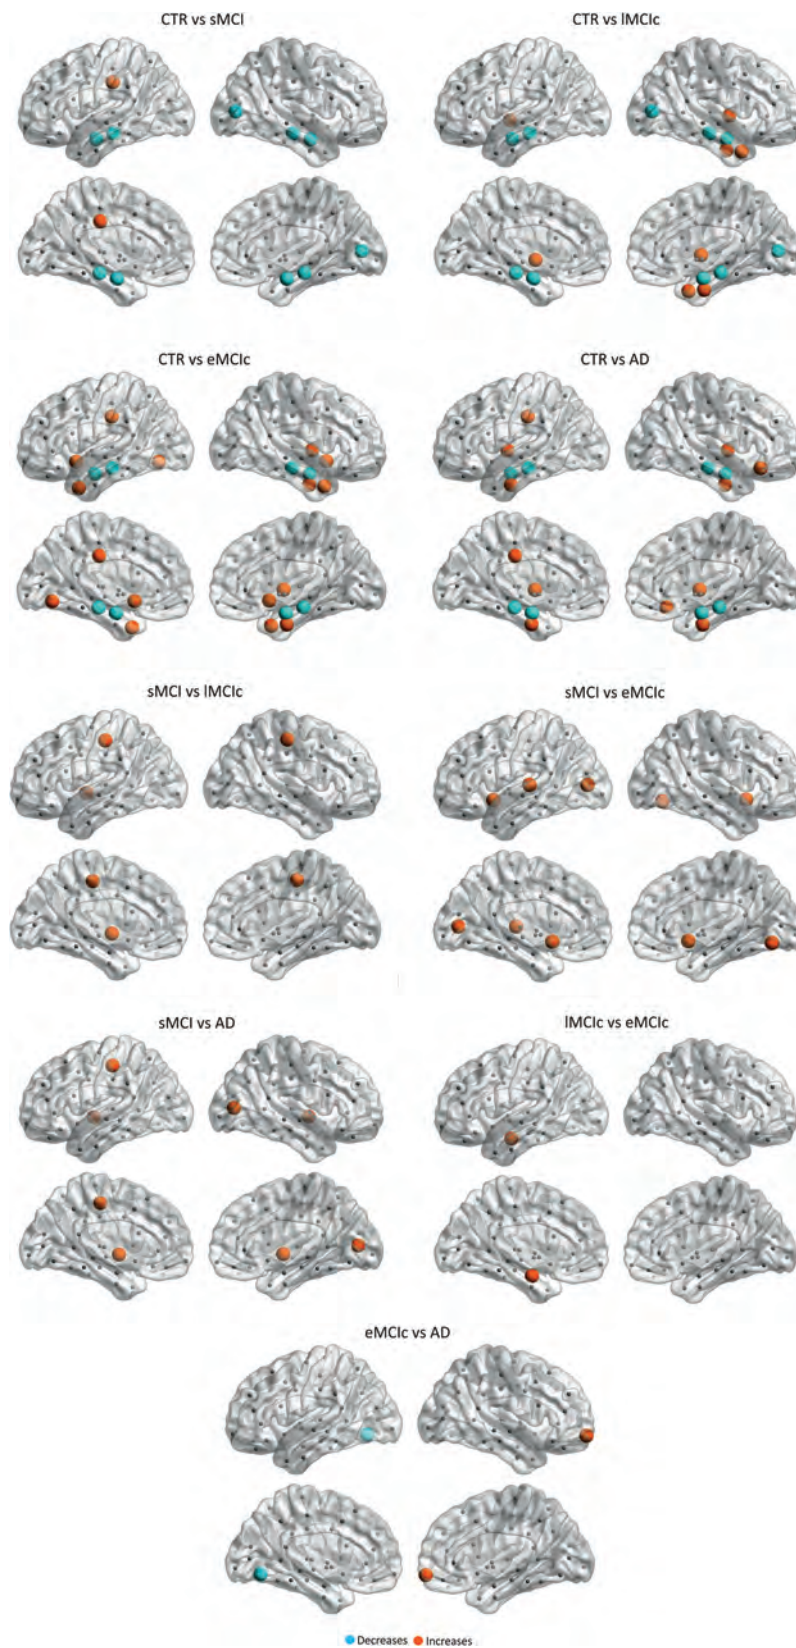 CTR vs sMCI
CTR vs lMCIc
CTR vs eMCIc
CTR vs AD
sMCI vs lMCIc
sMCI vs eMCIc
sMCI vs AD
lMCIc vs eMCIc
eMCIc vs AD
Decreases Increases